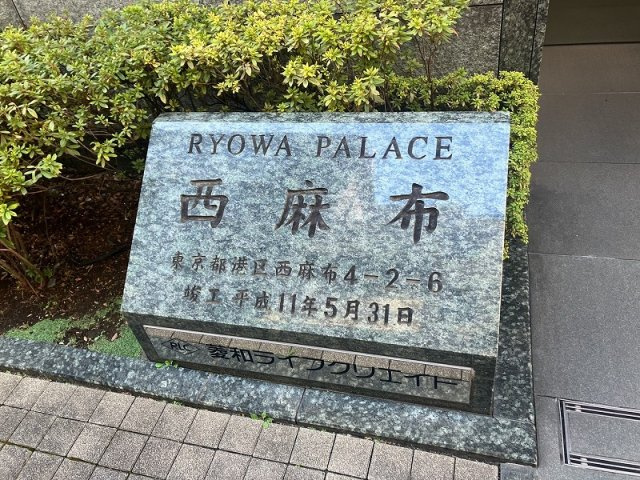 RYOWA PALACE
西麻布
東京都港区西麻布4-2-6
竣工 平成11年5月31日
RLC 菱和ライフクリエイト